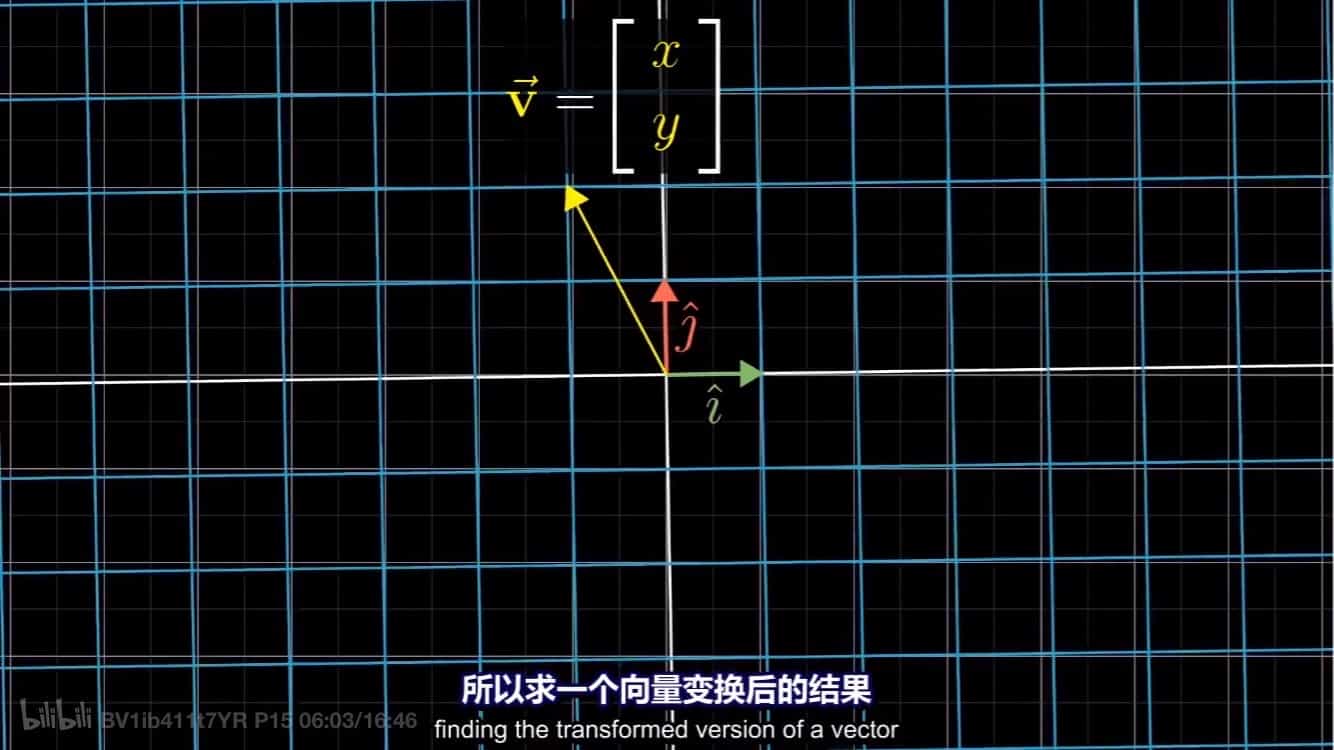 v⃗ = [x
y]
ĵ
î
所以求一个向量变换后的结果
finding the transformed version of a vector
bilibili BV1ib411t7YR P15 06:03/16:46